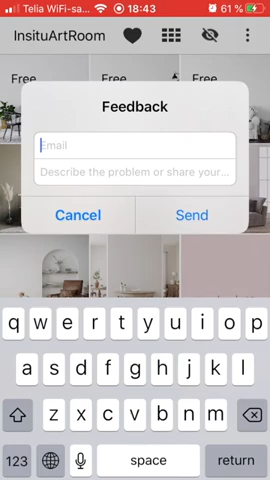 Telia WiFi-sa... 18:43 61 %
InsituArtRoom
Free Free Free
Feedback
Email
Describe the problem or share your...
Cancel Send
q w e r t y u i o p
a s d f g h j k l
z x c v b n m
123 space return